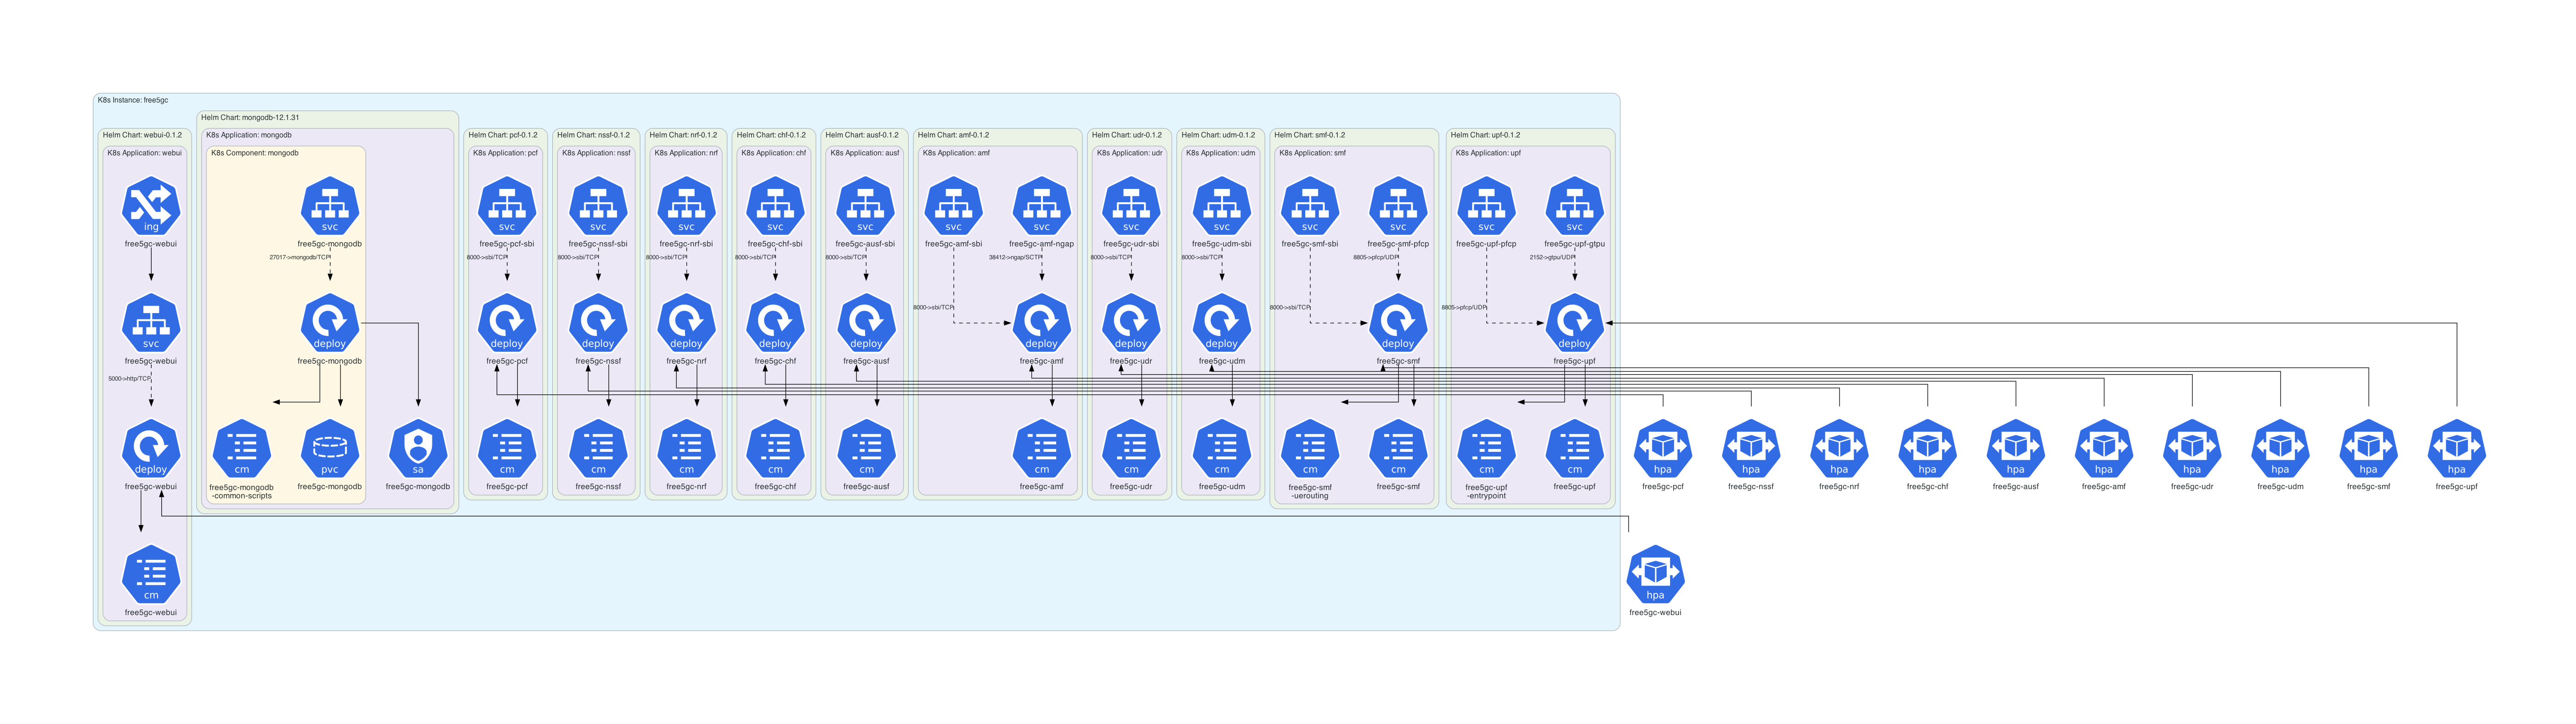 K8s Instance: free5gc
Helm Chart: mongodb-12.1.31
Helm Chart: webui-0.1.2
K8s Application: mongodb
Helm Chart: pcf-0.1.2
Helm Chart: nssf-0.1.2
Helm Chart: nrf-0.1.2
Helm Chart: chf-0.1.2
Helm Chart: ausf-0.1.2
Helm Chart: amf-0.1.2
Helm Chart: udr-0.1.2
Helm Chart: udm-0.1.2
Helm Chart: smf-0.1.2
Helm Chart: upf-0.1.2
K8s Application: webui
K8s Component: mongodb
K8s Application: pcf
K8s Application: nssf
K8s Application: nrf
K8s Application: chf
K8s Application: ausf
K8s Application: amf
K8s Application: udr
K8s Application: udm
K8s Application: smf
K8s Application: upf
ing
svc
svc
svc
svc
svc
svc
svc
svc
svc
svc
svc
svc
svc
svc
free5gc-webui
free5gc-mongodb
free5gc-pcf-sbi
free5gc-nssf-sbi
free5gc-nrf-sbi
free5gc-chf-sbi
free5gc-ausf-sbi
free5gc-amf-sbi
free5gc-amf-ngap
free5gc-udr-sbi
free5gc-udm-sbi
free5gc-smf-sbi
free5gc-smf-pfcp
free5gc-upf-pfcp
free5gc-upf-gtpu
27017->mongodb/TCP
8000->sbi/TCP
8000->sbi/TCP
8000->sbi/TCP
8000->sbi/TCP
8000->sbi/TCP
38412->ngap/SCTP
8000->sbi/TCP
8000->sbi/TCP
8805->pfcp/UDP
2152->gtpu/UDP
8000->sbi/TCP
8000->sbi/TCP
8805->pfcp/UDP
svc
deploy
deploy
deploy
deploy
deploy
deploy
deploy
deploy
deploy
deploy
deploy
free5gc-webui
free5gc-mongodb
free5gc-pcf
free5gc-nssf
free5gc-nrf
free5gc-chf
free5gc-ausf
free5gc-amf
free5gc-udr
free5gc-udm
free5gc-smf
free5gc-upf
5000->http/TCP
deploy
cm
pvc
sa
cm
cm
cm
cm
cm
cm
cm
cm
cm
cm
cm
cm
hpa
hpa
hpa
hpa
hpa
hpa
hpa
hpa
hpa
hpa
free5gc-webui
free5gc-mongodb
-common-scripts
free5gc-mongodb
free5gc-mongodb
free5gc-pcf
free5gc-nssf
free5gc-nrf
free5gc-chf
free5gc-ausf
free5gc-amf
free5gc-udr
free5gc-udm
free5gc-smf
-uerouting
free5gc-smf
free5gc-upf
-entrypoint
free5gc-upf
free5gc-pcf
free5gc-nssf
free5gc-nrf
free5gc-chf
free5gc-ausf
free5gc-amf
free5gc-udr
free5gc-udm
free5gc-smf
free5gc-upf
cm
hpa
free5gc-webui
free5gc-webui